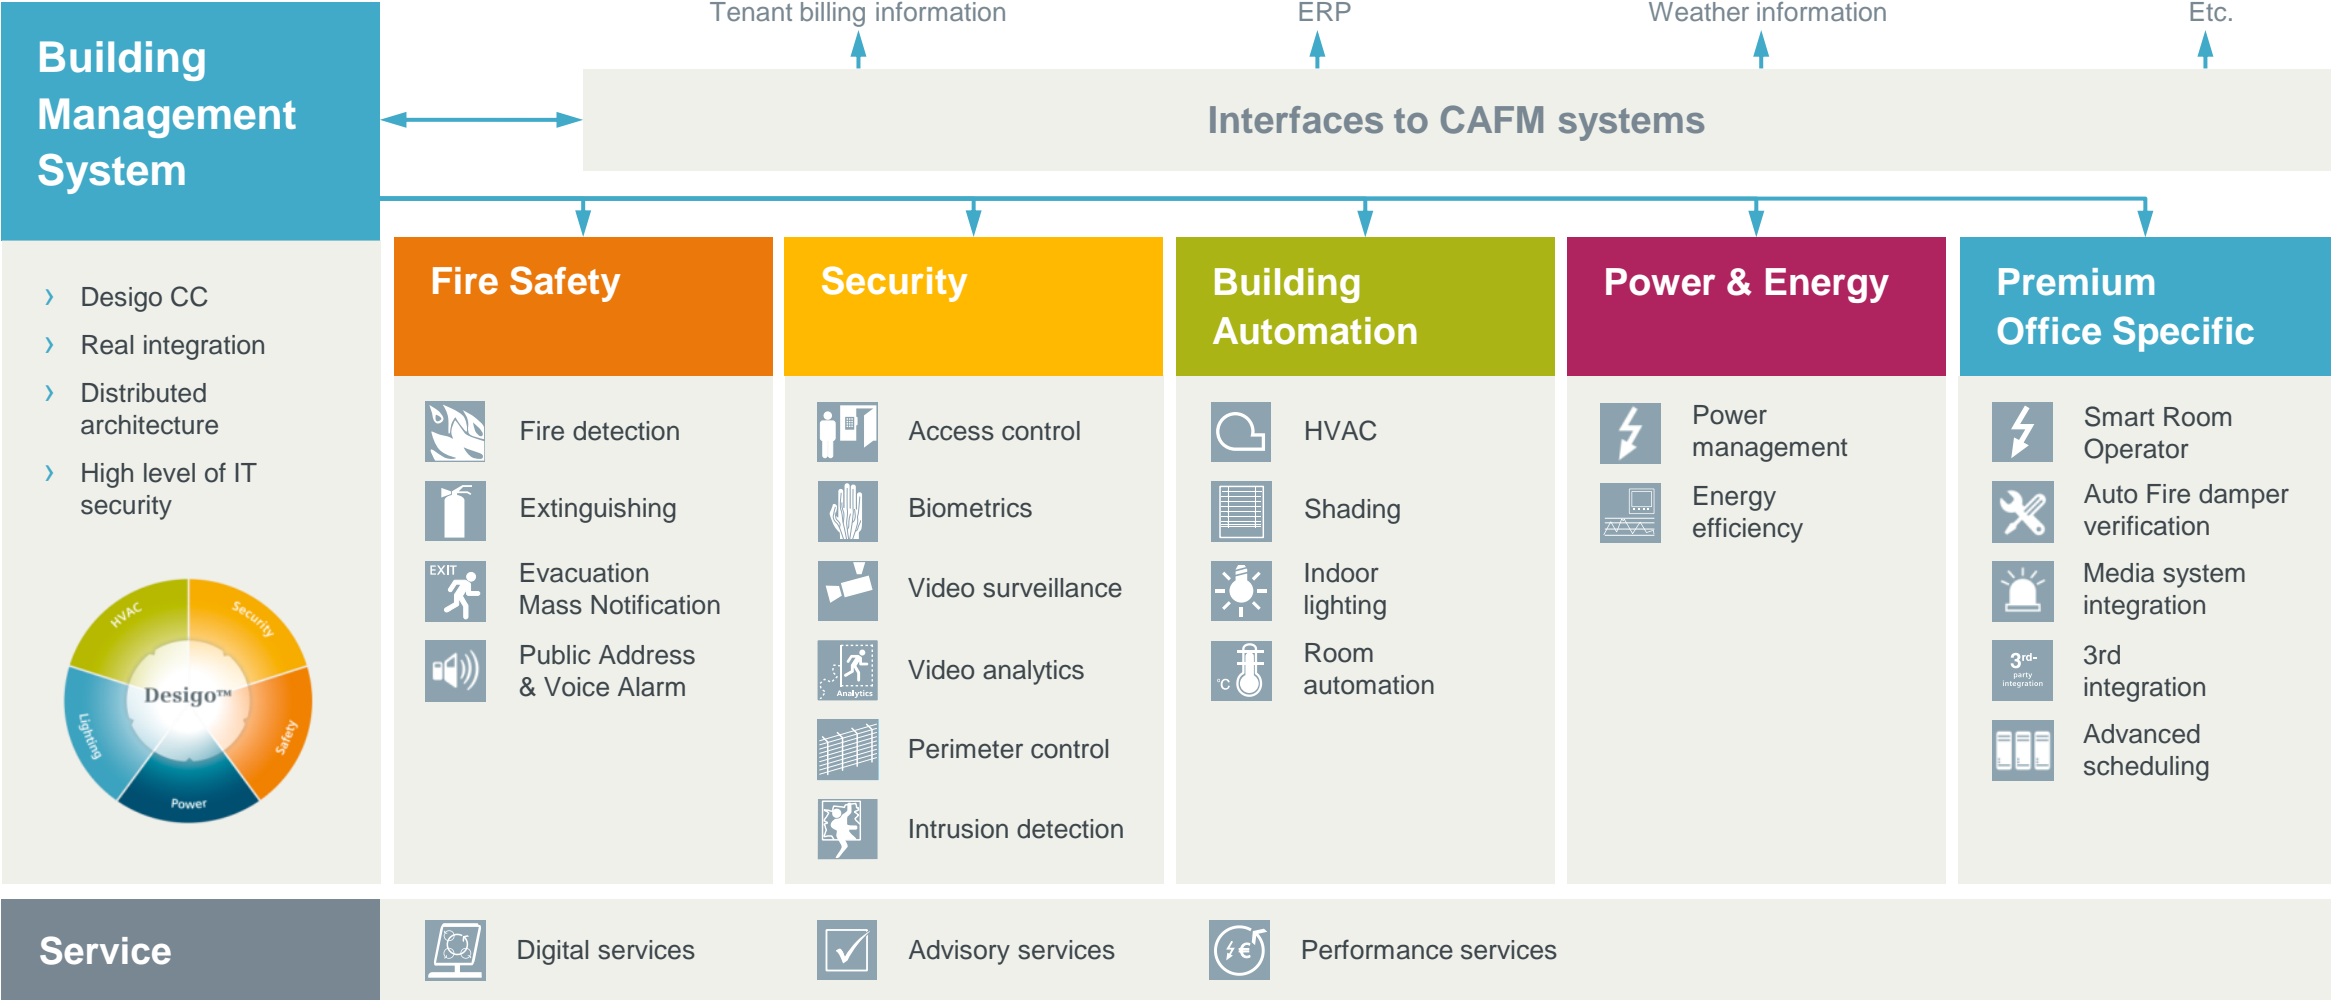 Tenant billing information
ERP
Weather information
Etc.
Building
Management
System
Interfaces to CAFM systems
Desigo CC
Real integration
Distributed
architecture
High level of IT
security
HVAC
Security
Safety
Power
Lighting
Desigo™
Fire Safety
Fire detection
Extinguishing
EXIT
Evacuation
Mass Notification
Public Address
& Voice Alarm
Security
Access control
Biometrics
Video surveillance
Analytics
Video analytics
Perimeter control
Intrusion detection
Building
Automation
HVAC
Shading
Indoor
lighting
°C
Room
automation
Power & Energy
Power
management
Energy
efficiency
Premium
Office Specific
Smart Room
Operator
Auto Fire damper
verification
Media system
integration
3rd-
party
integration
3rd
integration
Advanced
scheduling
Service
Digital services
Advisory services
€
Performance services